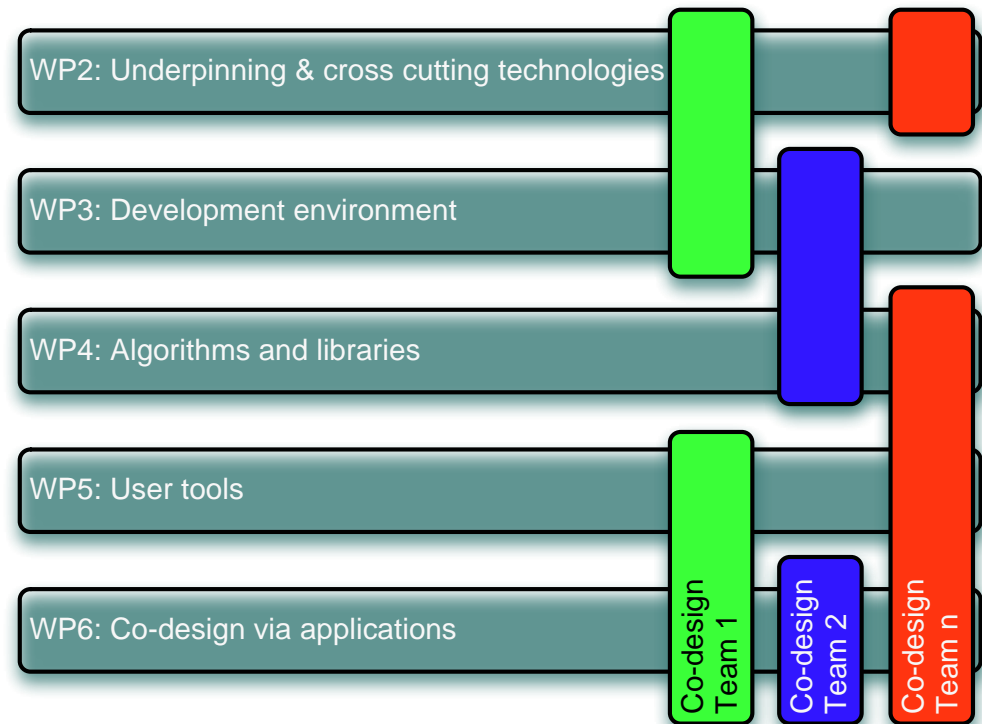 WP2: Underpinning & cross cutting technologies
WP3: Development environment
WP4: Algorithms and libraries
WP5: User tools
WP6: Co-design via applications
Co-design
Team 1
Co-design
Team 2
Co-design
Team n